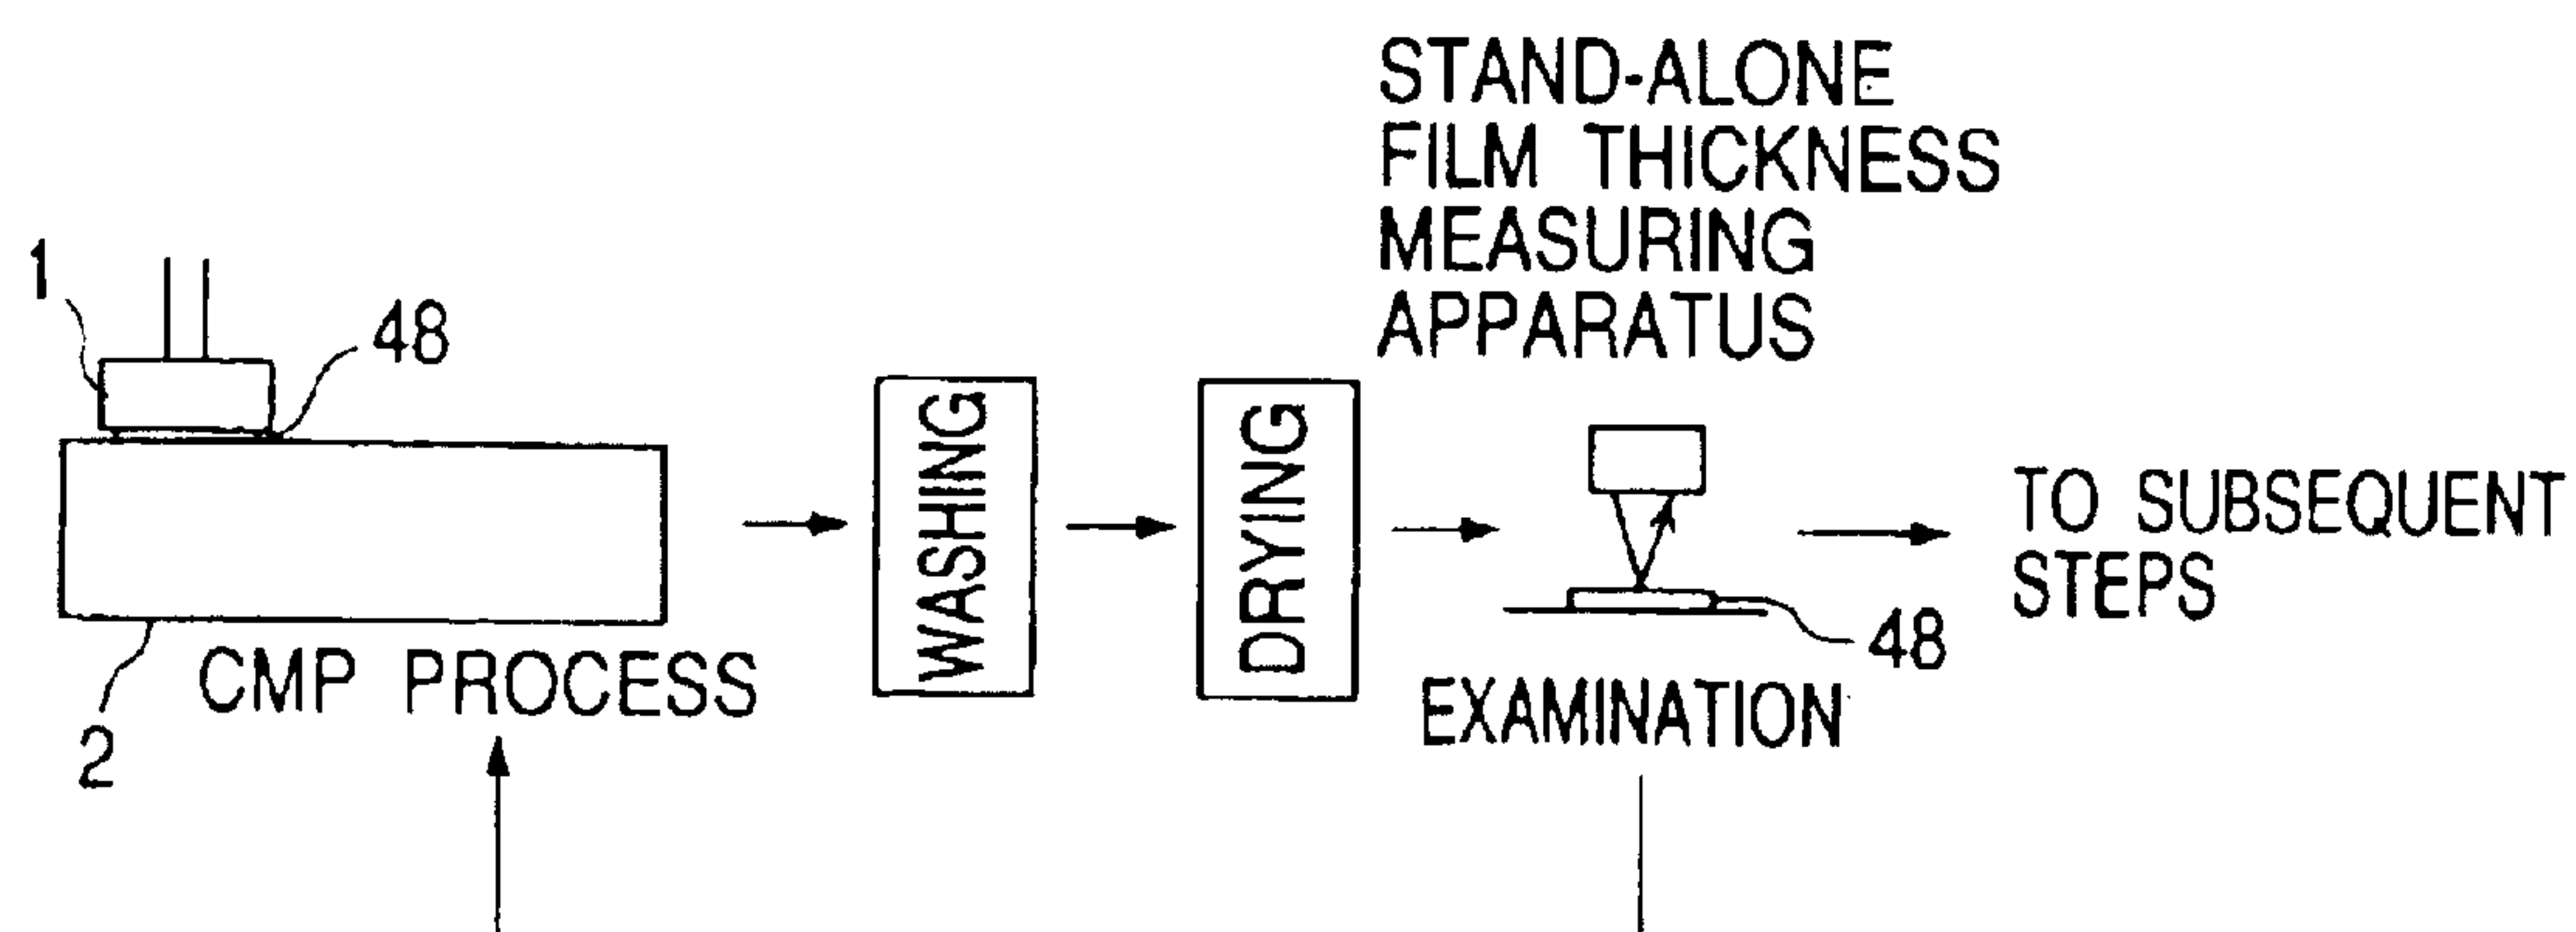 STAND-ALONE
FILM THICKNESS
MEASURING
APPARATUS
1
48
WASHING
DRYING
TO SUBSEQUENT
STEPS
48
CMP PROCESS
EXAMINATION
2